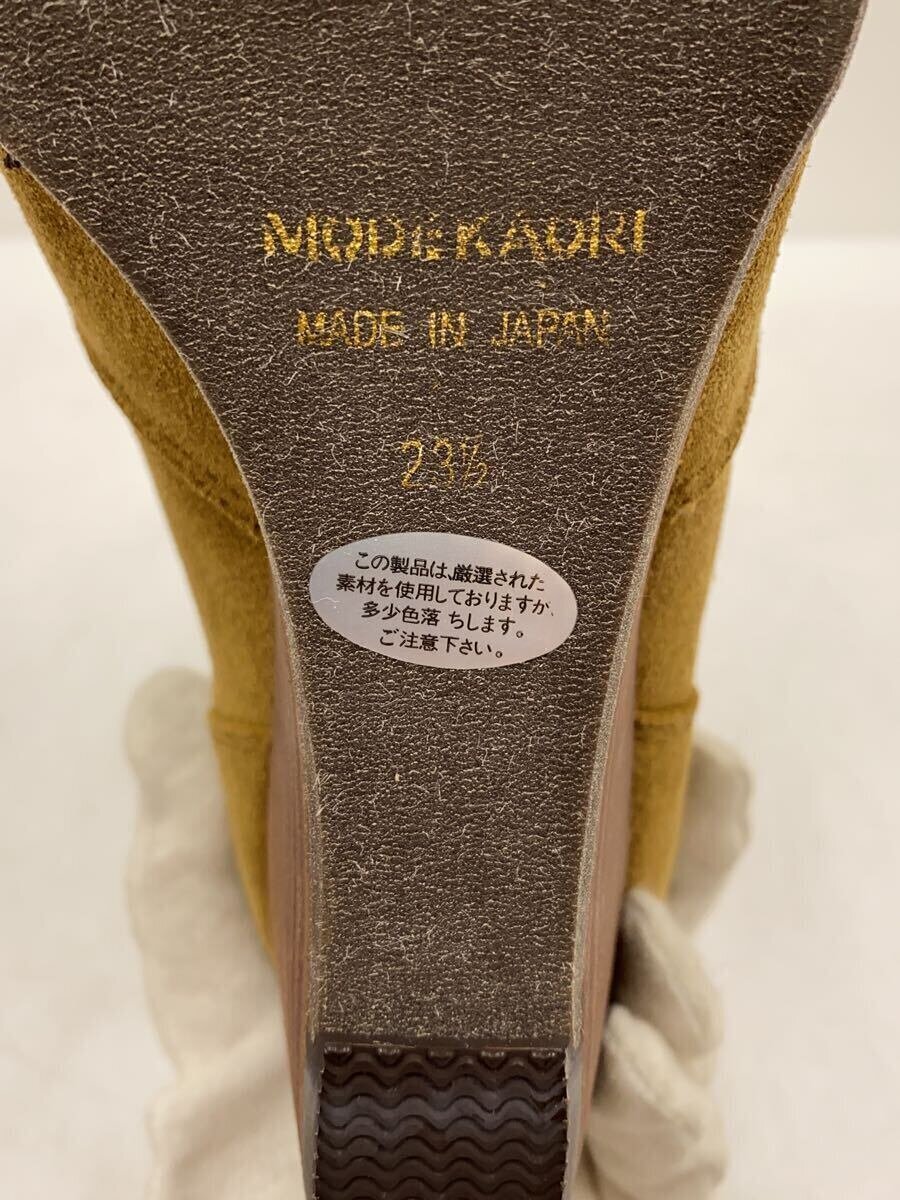 MODE KAORI
MADE IN JAPAN
23½
この製品は、厳選された
素材を使用しておりますが、
多少色落ちします。
ご注意下さい。